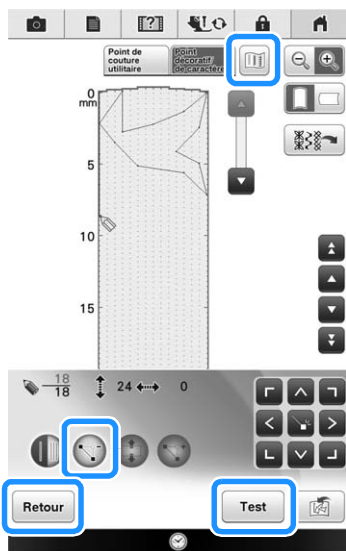 Point de
couture
utilitaire
Point
décoratif
de caractère
0
mm
5
10
15
18
18
24
0
Retour
Test